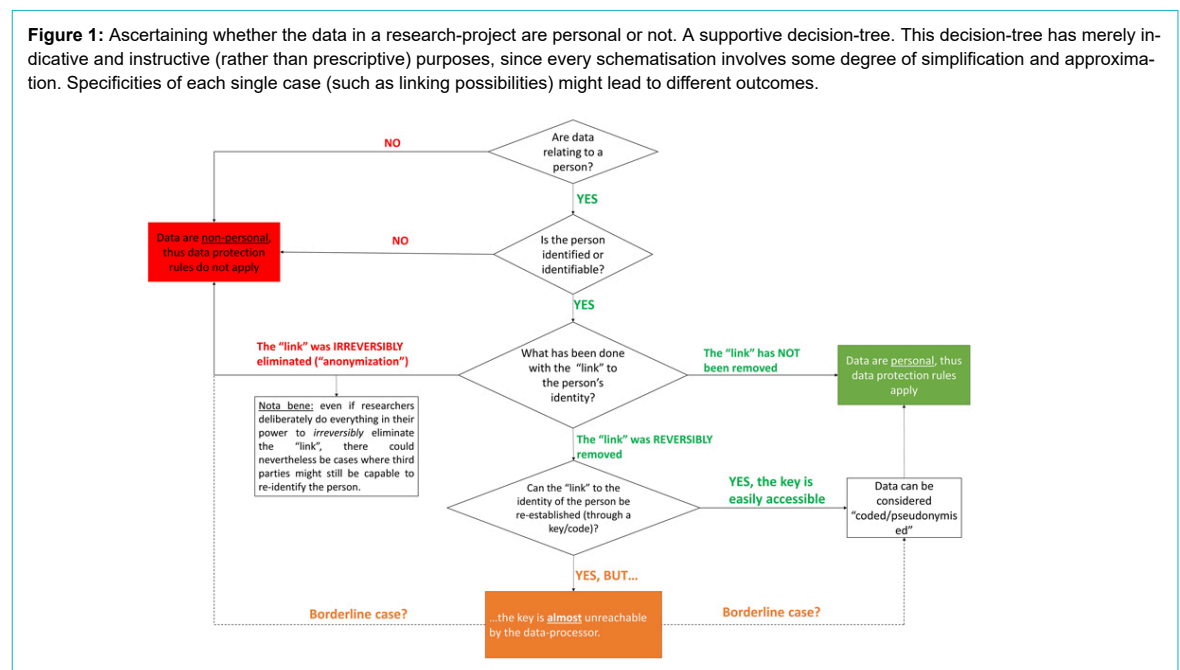 Figure 1: Ascertaining whether the data in a research-project are personal or not. A supportive decision-tree. This decision-tree has merely in-
dicative and instructive (rather than prescriptive) purposes, since every schematisation involves some degree of simplification and approxima-
tion. Specificities of each single case (such as linking possibilities) might lead to different outcomes.
Are data
relating to a
person?
NO
YES
Data are non-personal,
thus data protection
rules do not apply
NO
Is the person
identified or
identifiable?
YES
The “link” was IRREVERSIBLY
eliminated (“anonymization”)
What has been done
with the “link” to
the person’s
identity?
The “link” has NOT
been removed
Data are personal, thus
data protection rules
apply
Nota bene: even if researchers
deliberately do everything in their
power to irreversibly eliminate
the “link”, there could
nevertheless be cases where third
parties might still be capable to
re-identify the person.
The “link” was REVERSIBLY
removed
Can the “link” to the
identity of the person be
re-established (through a
key/code)?
YES, the key is
easily accessible
Data can be
considered
“coded/pseudonymis
ed”
YES, BUT...
Borderline case?
...the key is almost unreachable
by the data-processor.
Borderline case?